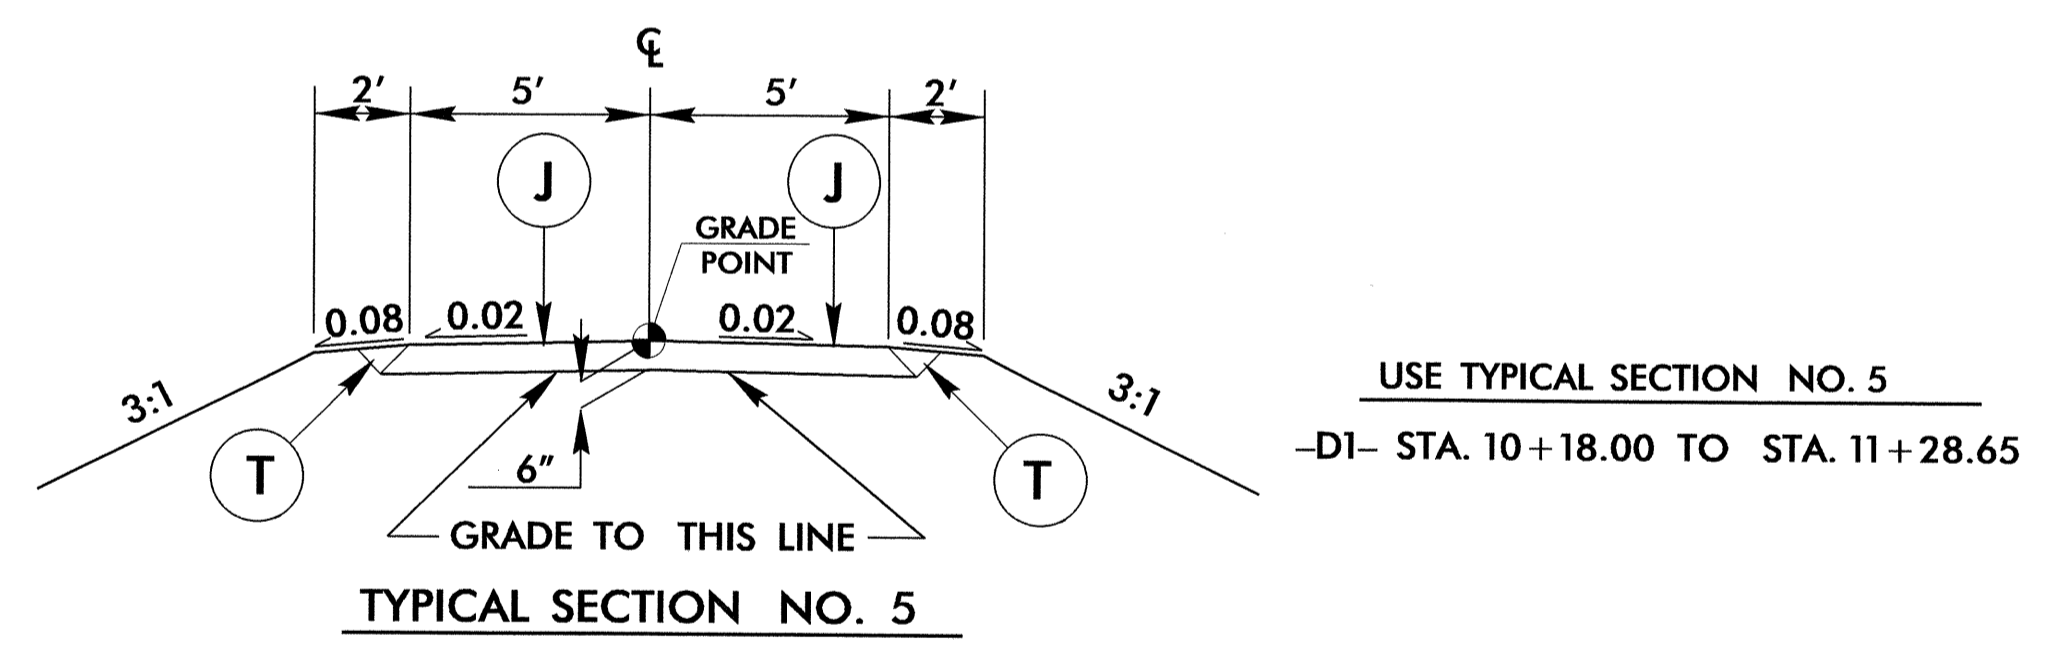 ℄
2' 5' 5' 2'
J J
GRADE
POINT
0.08 0.02 0.02 0.08
3:1 3:1
T 6" T
GRADE TO THIS LINE
TYPICAL SECTION NO. 5
USE TYPICAL SECTION NO. 5
-D1- STA. 10+18.00 TO STA. 11+28.65